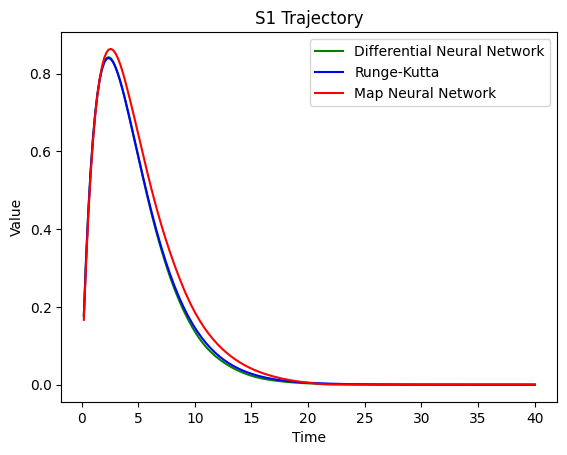 S1 Trajectory
Differential Neural Network
Runge-Kutta
Map Neural Network
Value
0.8
0.6
0.4
0.2
0.0
0 5 10 15 20 25 30 35 40
Time